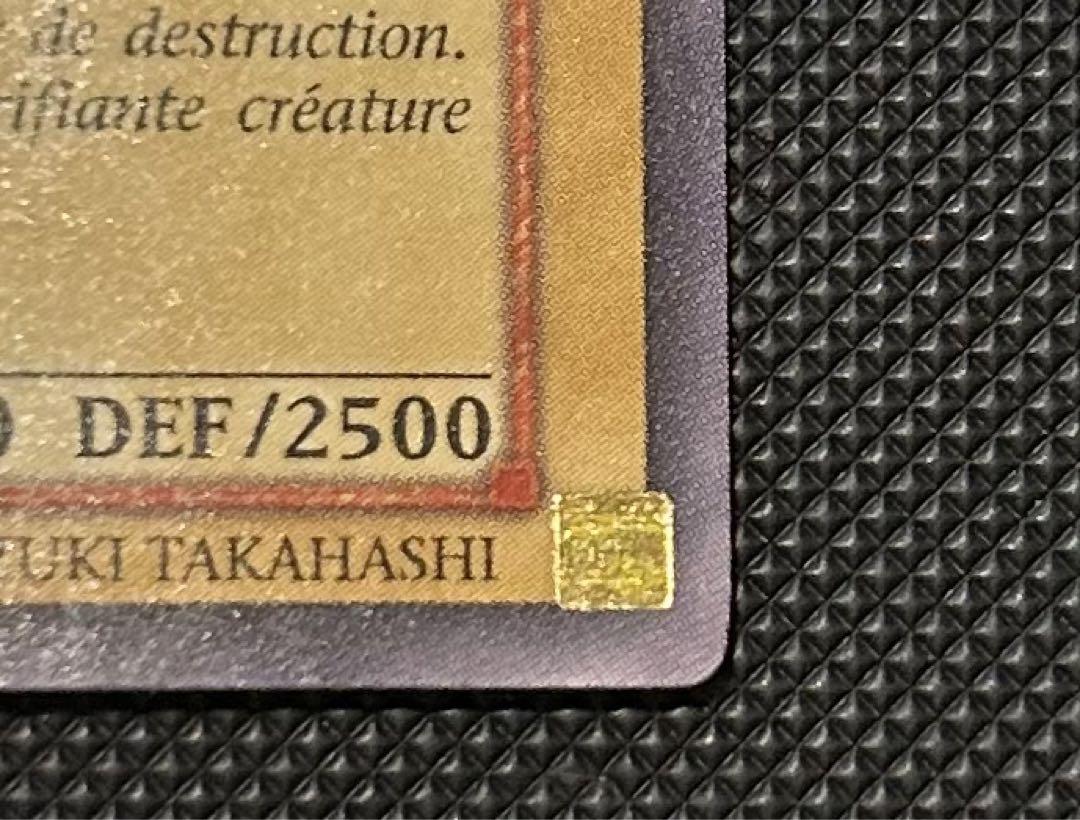 de destruction.
créature
DEF/2500
TAKAHASHI